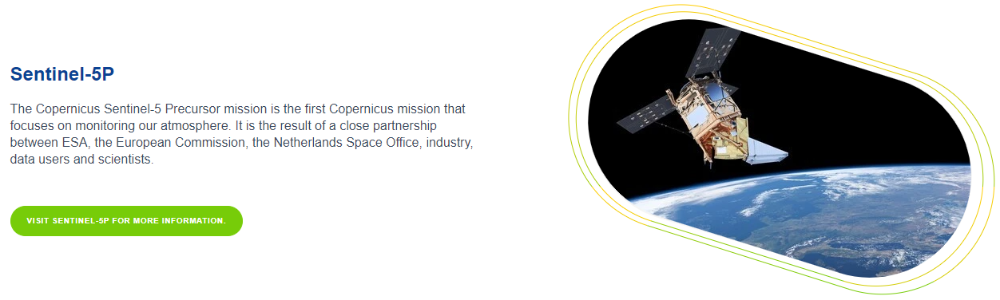 Sentinel-5P
The Copernicus Sentinel-5 Precursor mission is the first Copernicus mission that
focuses on monitoring our atmosphere. It is the result of a close partnership
between ESA, the European Commission, the Netherlands Space Office, industry,
data users and scientists.
VISIT SENTINEL-5P FOR MORE INFORMATION.